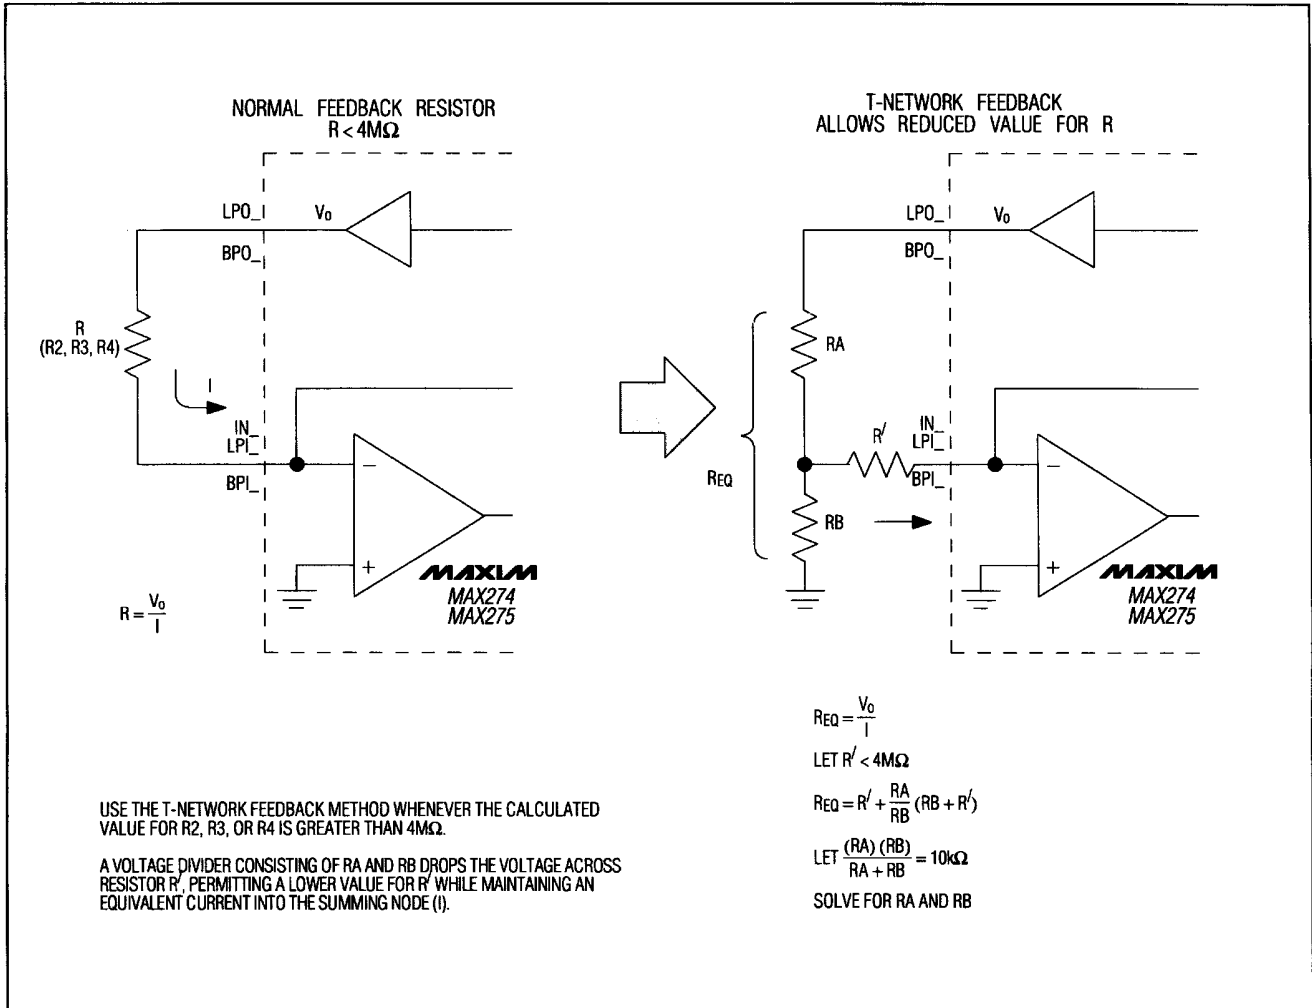 NORMAL FEEDBACK RESISTOR
R < 4MΩ
LPO_
V₀
BPO_
R
(R2, R3, R4)
I
IN_
LPI_
BPI_
−
+
MAXIM
MAX274
MAX275
R = V₀/I
T-NETWORK FEEDBACK
ALLOWS REDUCED VALUE FOR R
LPO_
V₀
BPO_
RA
REQ
R′
IN_
LPI_
BPI_
RB
−
+
MAXIM
MAX274
MAX275
REQ = V₀/I
LET R′ < 4MΩ
REQ = R′ + RA/RB (RB + R′)
LET (RA) (RB)/RA + RB = 10kΩ
SOLVE FOR RA AND RB
USE THE T-NETWORK FEEDBACK METHOD WHENEVER THE CALCULATED
VALUE FOR R2, R3, OR R4 IS GREATER THAN 4MΩ.
A VOLTAGE DIVIDER CONSISTING OF RA AND RB DROPS THE VOLTAGE ACROSS
RESISTOR R′, PERMITTING A LOWER VALUE FOR R′ WHILE MAINTAINING AN
EQUIVALENT CURRENT INTO THE SUMMING NODE (I).